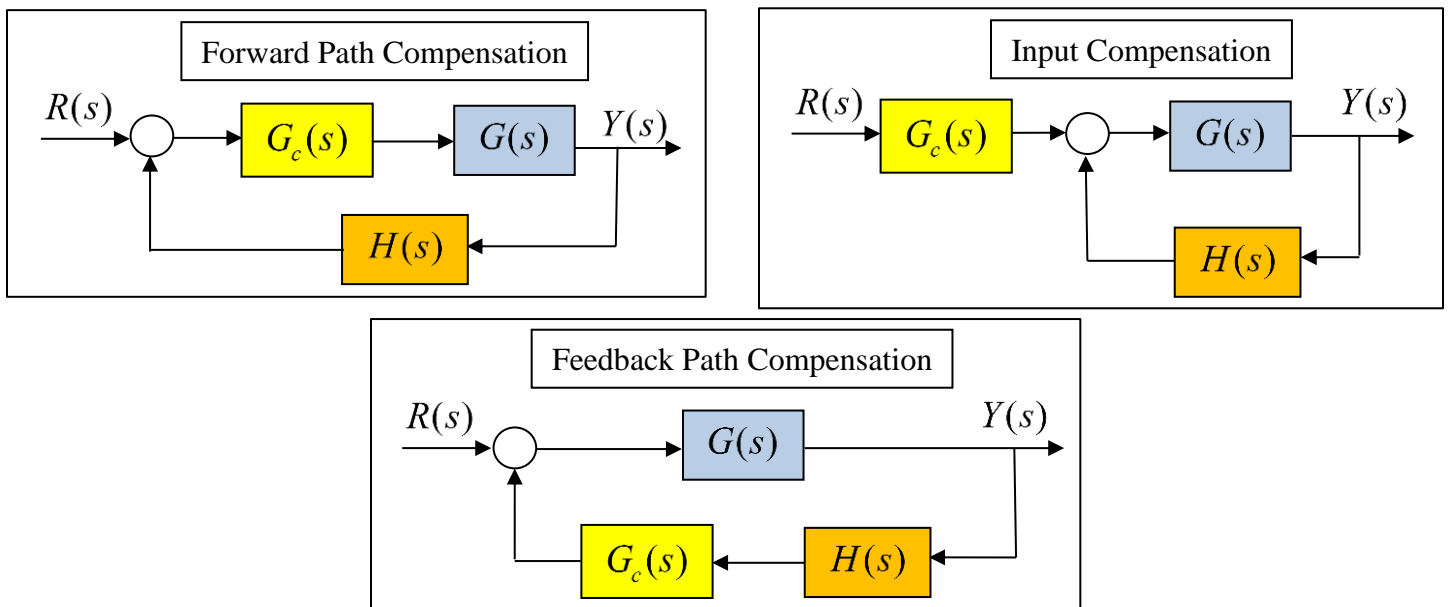 Forward Path Compensation
R(s)
G_c(s)
G(s)
Y(s)
H(s)
Input Compensation
R(s)
G_c(s)
G(s)
Y(s)
H(s)
Feedback Path Compensation
R(s)
G(s)
Y(s)
G_c(s)
H(s)